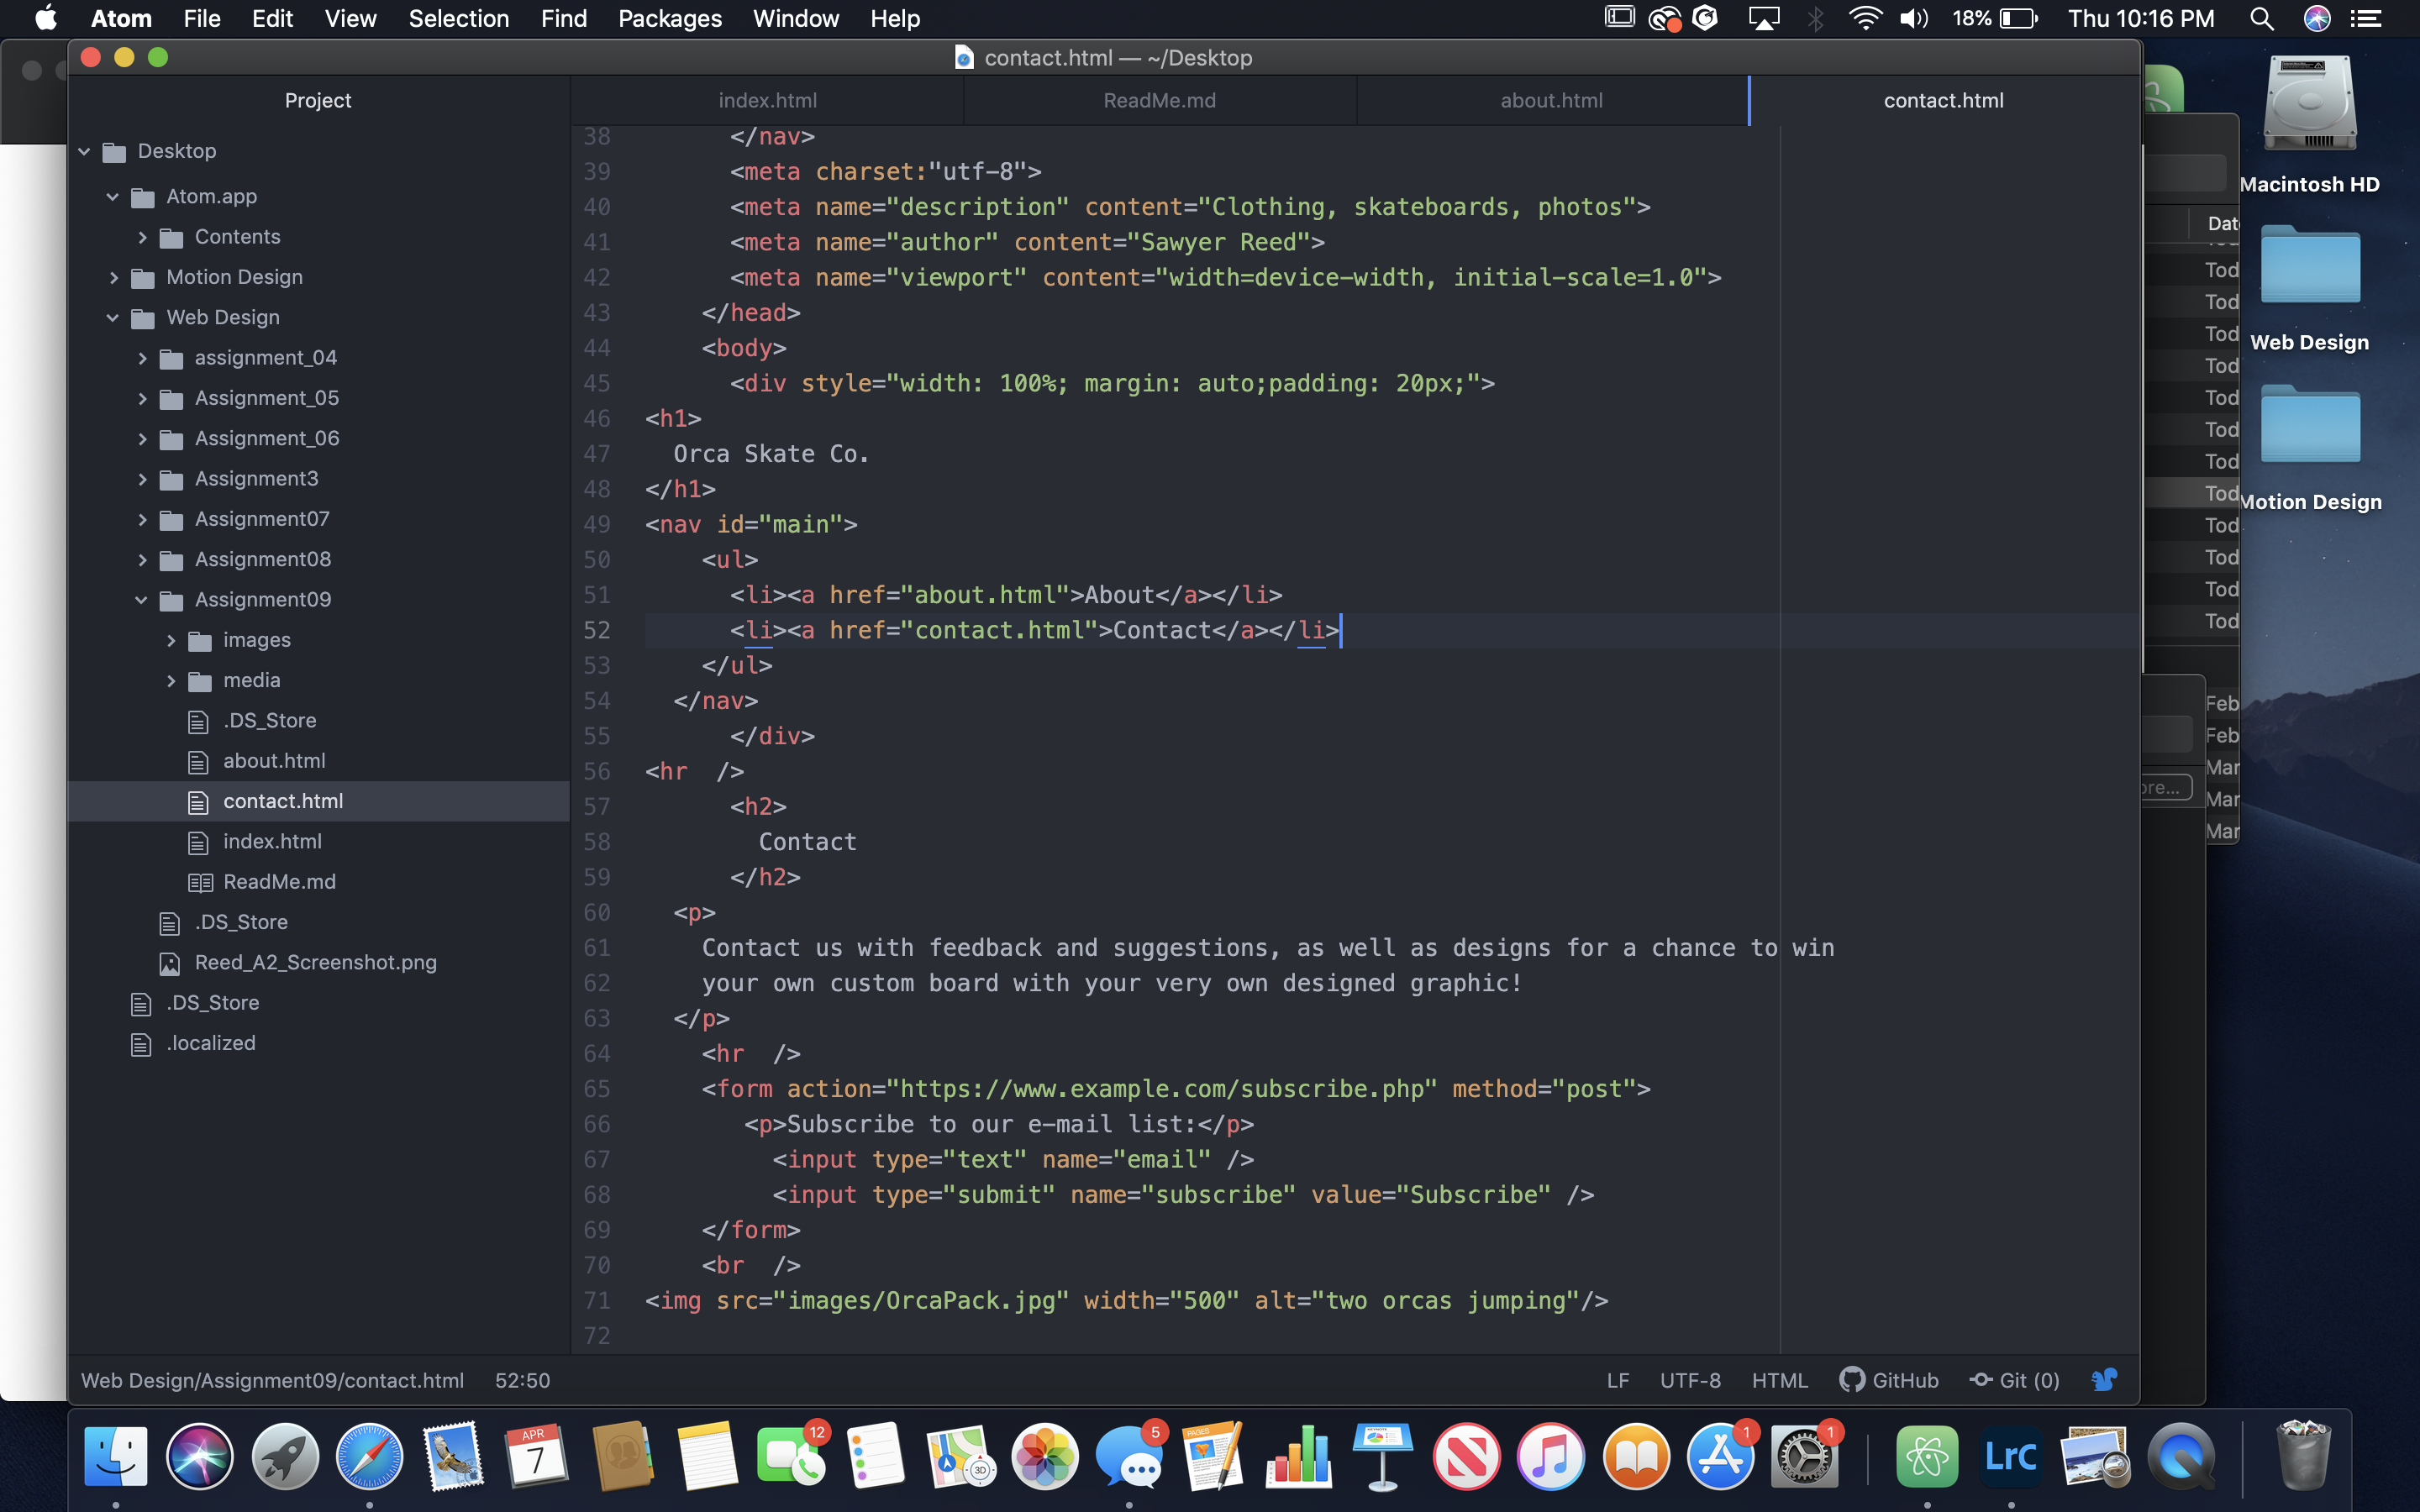 Atom File Edit View Selection Find Packages Window Help 18% Thu 10:16 PM
contact.html — ~/Desktop
Project
index.html
ReadMe.md
about.html
contact.html
Desktop
Atom.app
Contents
Motion Design
Web Design
assignment_04
Assignment_05
Assignment_06
Assignment3
Assignment07
Assignment08
Assignment09
images
media
.DS_Store
about.html
contact.html
index.html
ReadMe.md
.DS_Store
Reed_A2_Screenshot.png
.DS_Store
.localized
38 </nav>
39 <meta charset:"utf-8">
40 <meta name="description" content="Clothing, skateboards, photos">
41 <meta name="author" content="Sawyer Reed">
42 <meta name="viewport" content="width=device-width, initial-scale=1.0">
43 </head>
44 <body>
45 <div style="width: 100%; margin: auto;padding: 20px;">
46 <h1>
47 Orca Skate Co.
48 </h1>
49 <nav id="main">
50 <ul>
51 <li><a href="about.html">About</a></li>
52 <li><a href="contact.html">Contact</a></li>
53 </ul>
54 </nav>
55 </div>
56 <hr />
57 <h2>
58 Contact
59 </h2>
60 <p>
61 Contact us with feedback and suggestions, as well as designs for a chance to win
62 your own custom board with your very own designed graphic!
63 </p>
64 <hr />
65 <form action="https://www.example.com/subscribe.php" method="post">
66 <p>Subscribe to our e-mail list:</p>
67 <input type="text" name="email" />
68 <input type="submit" name="subscribe" value="Subscribe" />
69 </form>
70 <br />
71 <img src="images/OrcaPack.jpg" width="500" alt="two orcas jumping"/>
72
Web Design/Assignment09/contact.html 52:50
LF UTF-8 HTML GitHub Git (0)
Macintosh HD
Web Design
Motion Design
Dat
Tod
Tod
Tod
Tod
Tod
Tod
Tod
Tod
Tod
Tod
Tod
Tod
Feb
Feb
Mar
Mar
Mar
ore...
APR
7
12
3D
5
PAGES
1
1
LrC